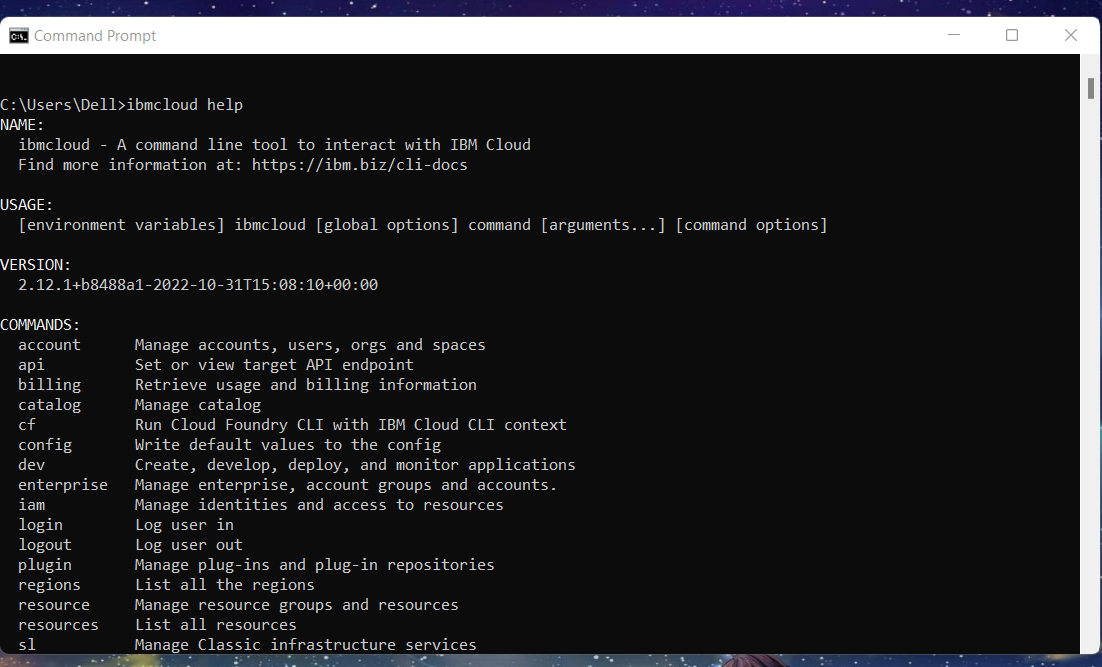 Command Prompt
C:\Users\Dell>ibmcloud help
NAME:
  ibmcloud - A command line tool to interact with IBM Cloud
  Find more information at: https://ibm.biz/cli-docs

USAGE:
  [environment variables] ibmcloud [global options] command [arguments...] [command options]

VERSION:
  2.12.1+b8488a1-2022-10-31T15:08:10+00:00

COMMANDS:
  account      Manage accounts, users, orgs and spaces
  api          Set or view target API endpoint
  billing      Retrieve usage and billing information
  catalog      Manage catalog
  cf           Run Cloud Foundry CLI with IBM Cloud CLI context
  config       Write default values to the config
  dev          Create, develop, deploy, and monitor applications
  enterprise   Manage enterprise, account groups and accounts.
  iam          Manage identities and access to resources
  login        Log user in
  logout       Log user out
  plugin       Manage plug-ins and plug-in repositories
  regions      List all the regions
  resource     Manage resource groups and resources
  resources    List all resources
  sl           Manage Classic infrastructure services